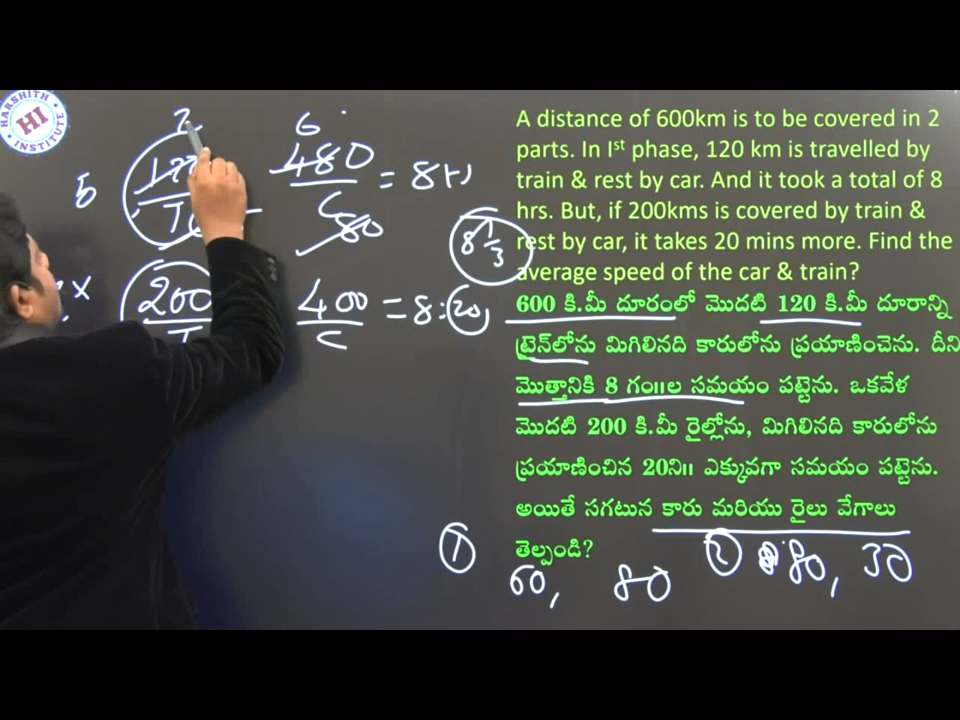 HARSHITH
HI
INSTITUTE
A distance of 600km is to be covered in 2
parts. In Iˢᵗ phase, 120 km is travelled by
train & rest by car. And it took a total of 8
hrs. But, if 200kms is covered by train &
rest by car, it takes 20 mins more. Find the
average speed of the car & train?
600 కి.మీ దూరంలో మొదటి 120 కి.మీ దూరాన్ని
ట్రైన్‌లోను మిగిలినది కారులోను ప్రయాణించెను. దీని
మొత్తానికి 8 గం॥ల సమయం పట్టెను. ఒకవేళ
మొదటి 200 కి.మీ రైల్లోను, మిగిలినది కారులోను
ప్రయాణించిన 20ని॥ ఎక్కువగా సమయం పట్టెను.
అయితే సగటున కారు మరియు రైలు వేగాలు
తెల్పండి?
6
5 480 = 8
80
8 1/3
x 200 400 = 8:20
C
① 60, 80 ② 80, 30